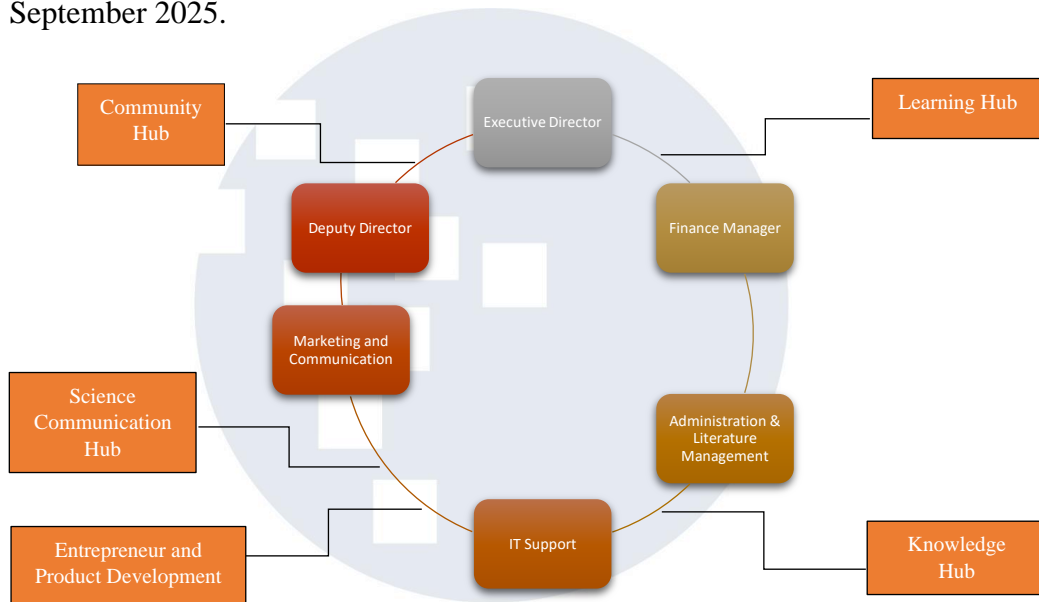 September 2025.
Community
Hub
Executive Director
Learning Hub
Deputy Director
Finance Manager
Marketing and
Communication
Science
Communication
Hub
Administration &
Literature
Management
Entrepreneur and
Product Development
IT Support
Knowledge
Hub